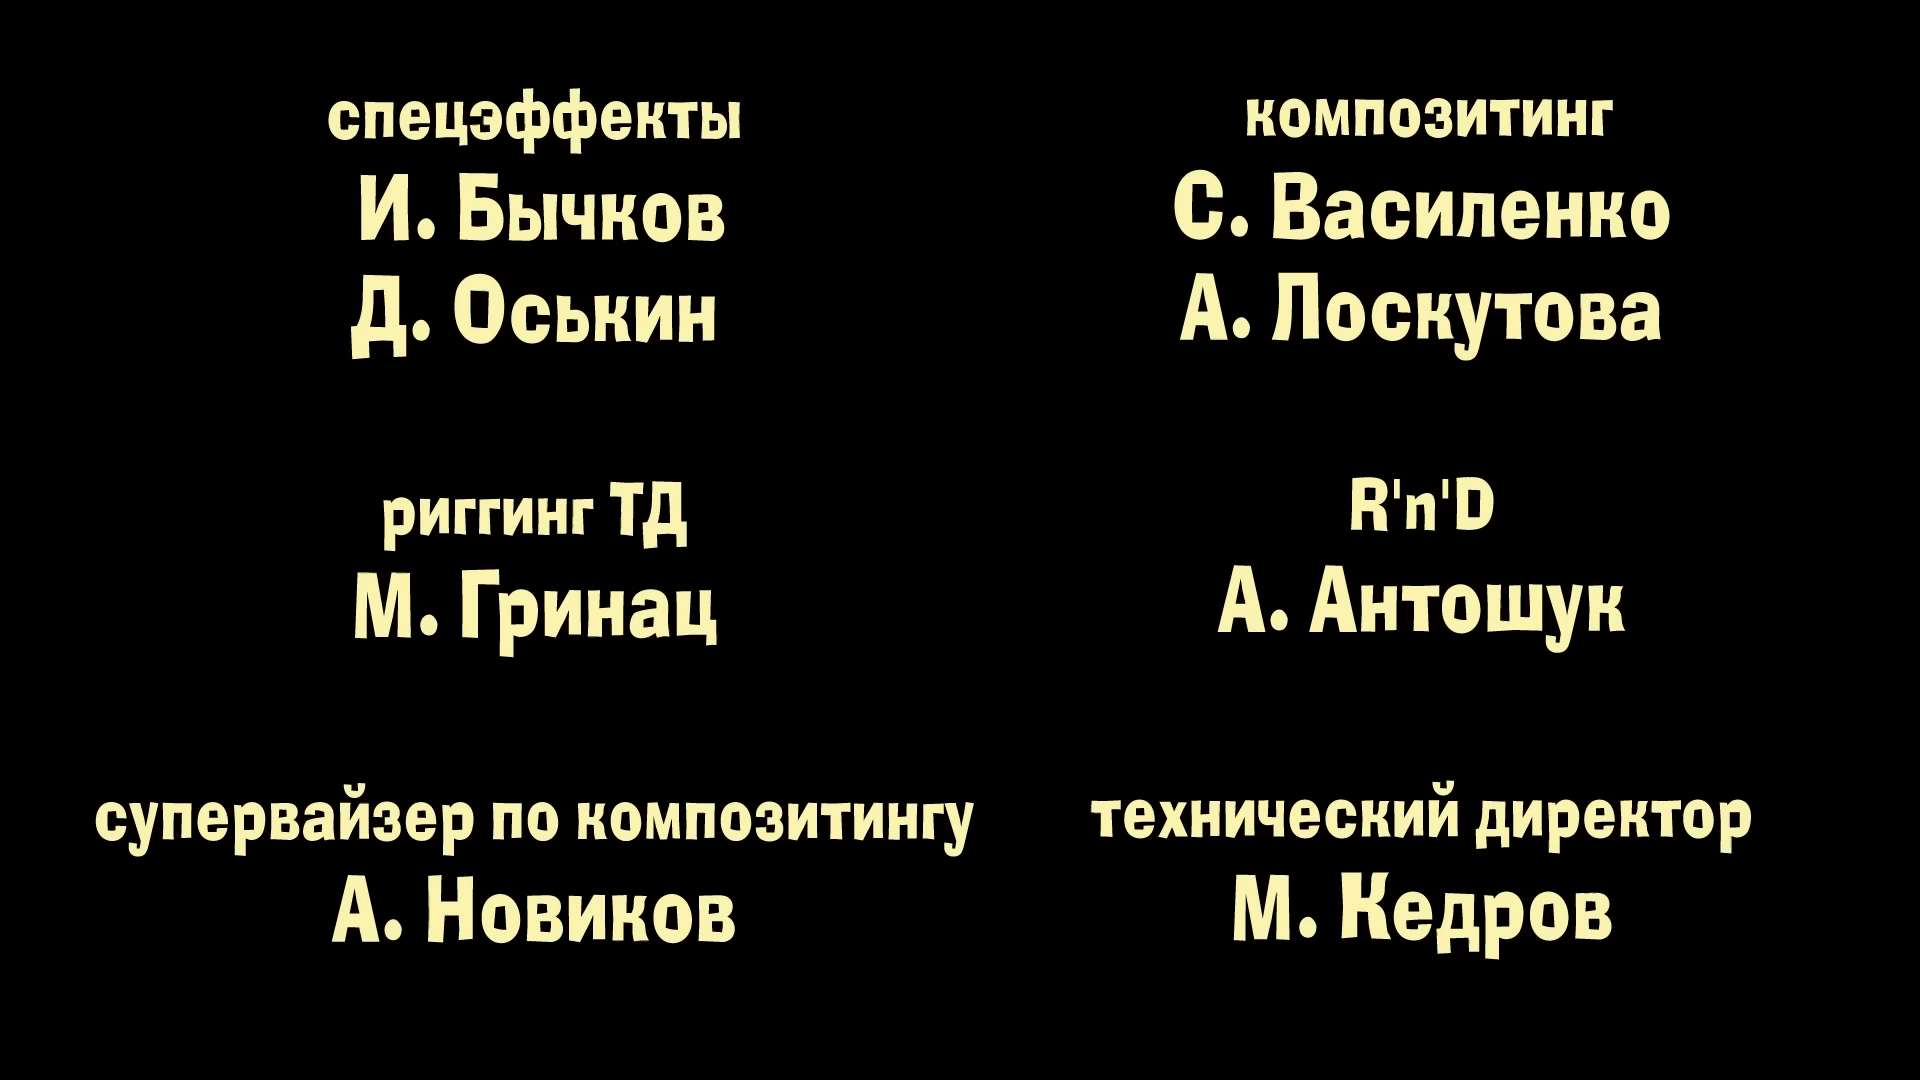 спецэффекты
И. Бычков
Д. Оськин
композитинг
С. Василенко
А. Лоскутова
риггинг ТД
М. Гринац
R'n'D
А. Антошук
супервайзер по композитингу
А. Новиков
технический директор
М. Кедров